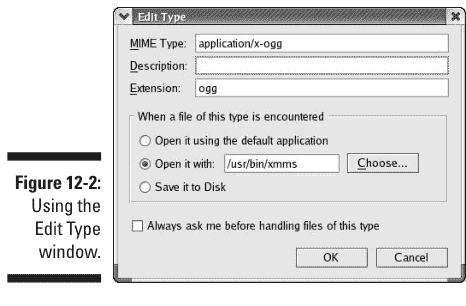 Edit Type
MIME Type: application/x-ogg
Description:
Extension: ogg
When a file of this type is encountered
Open it using the default application
Open it with: /usr/bin/xmms Choose...
Save it to Disk
Always ask me before handling files of this type
OK Cancel
Figure 12-2:
Using the
Edit Type
window.